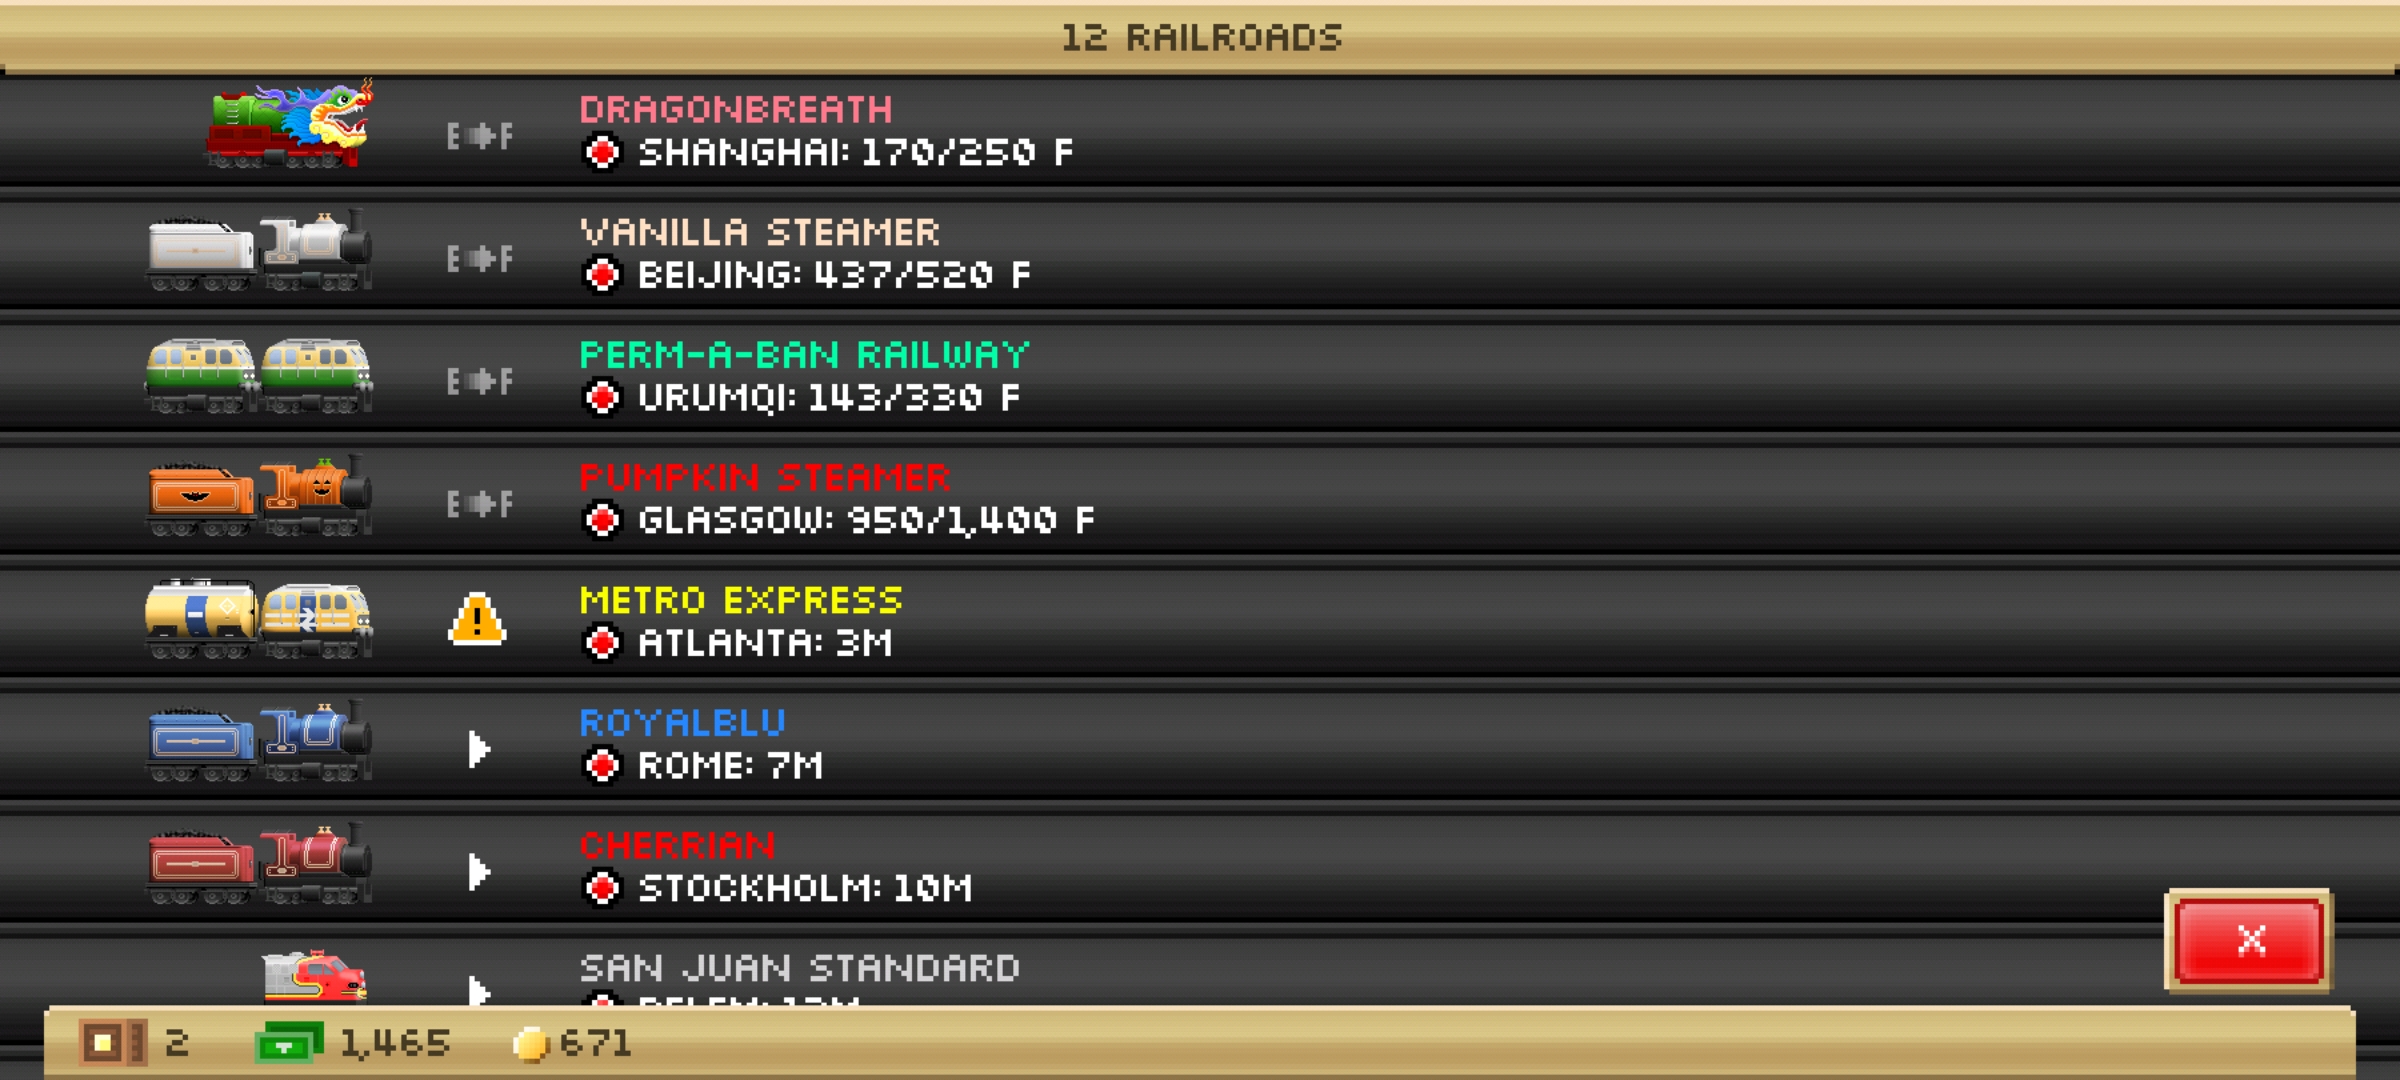 12 RAILROADS
E F
DRAGONBREATH
SHANGHAI: 170/250 F
E F
VANILLA STEAMER
BEIJING: 437/520 F
E F
PERM-A-BAN RAILWAY
URUMQI: 143/330 F
E F
PUMPKIN STEAMER
GLASGOW: 950/1,400 F
!
METRO EXPRESS
ATLANTA: 3M
ROYALBLU
ROME: 7M
CHERRIAN
STOCKHOLM: 10M
SAN JUAN STANDARD
X
2 1,465 671